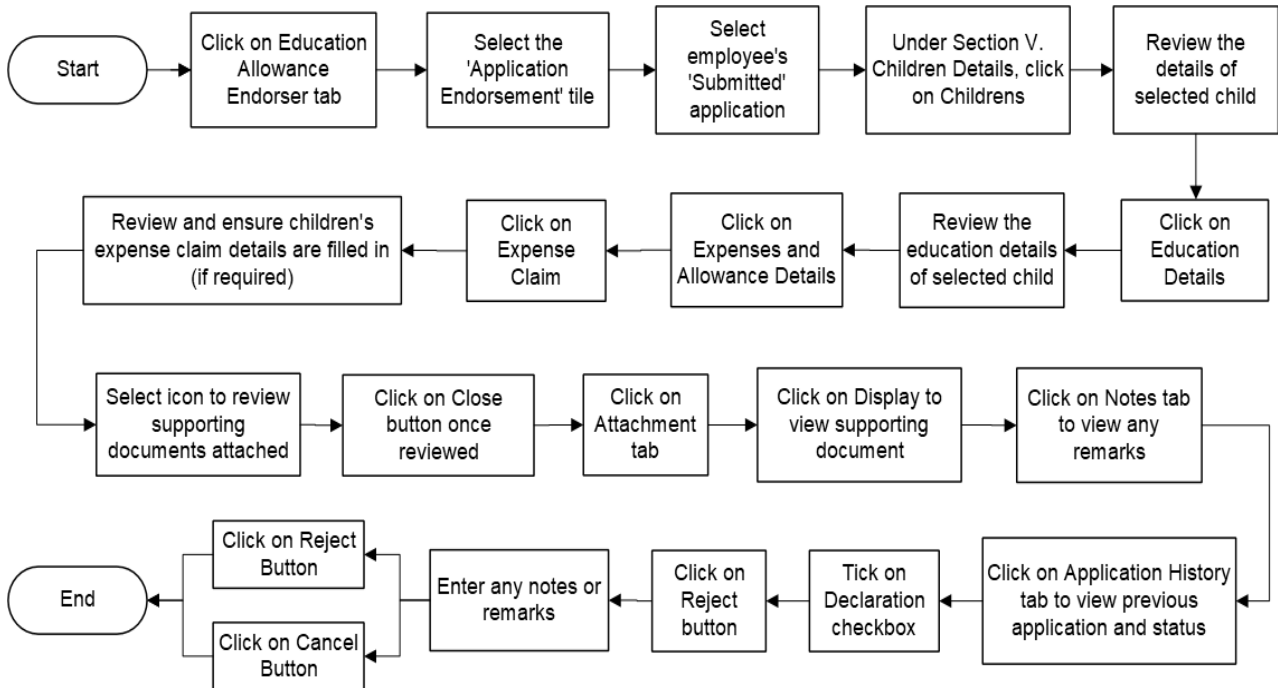 Start
Click on Education
Allowance
Endorser tab
Select the
'Application
Endorsement' tile
Select
employee's
'Submitted'
application
Under Section V.
Children Details, click
on Childrens
Review the
details of
selected child
Click on
Education
Details
Review the
education details
of selected child
Click on
Expenses and
Allowance Details
Click on
Expense
Claim
Review and ensure children's
expense claim details are filled in
(if required)
Select icon to review
supporting
documents attached
Click on Close
button once
reviewed
Click on
Attachment
tab
Click on Display to
view supporting
document
Click on Notes tab
to view any
remarks
Click on Application History
tab to view previous
application and status
Tick on
Declaration
checkbox
Click on
Reject
button
Enter any notes or
remarks
Click on Reject
Button
Click on Cancel
Button
End